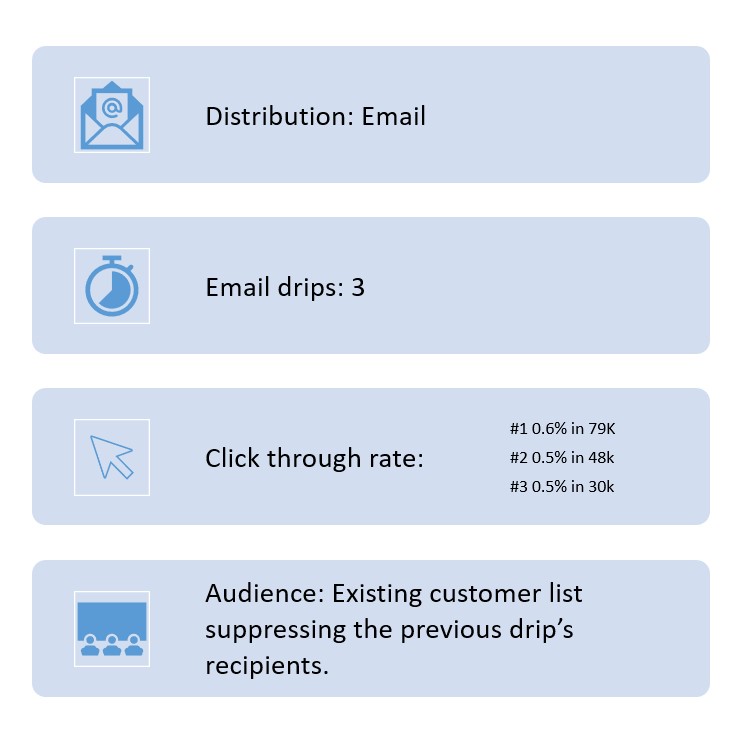 Distribution: Email
Email drips: 3
Click through rate:
#1 0.6% in 79K
#2 0.5% in 48k
#3 0.5% in 30k
Audience: Existing customer list
suppressing the previous drip’s
recipients.